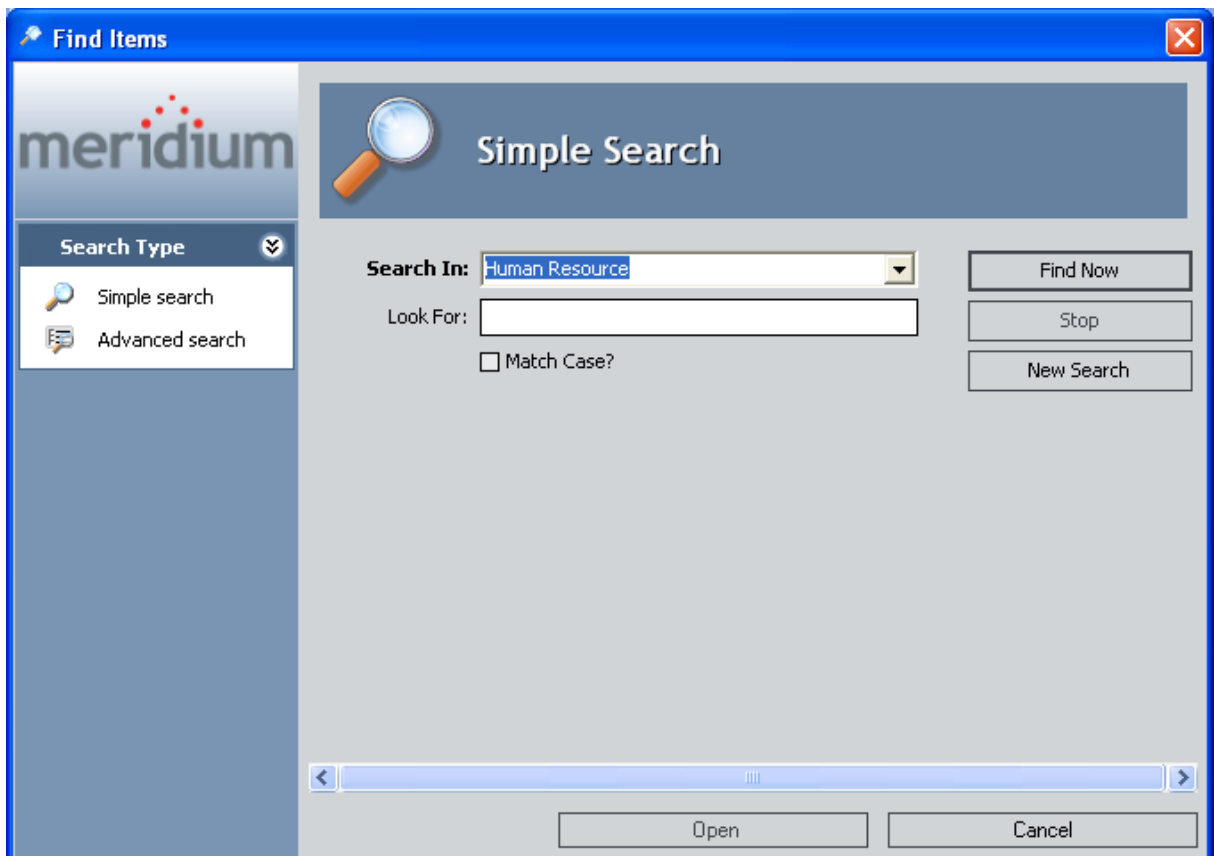 Find Items
meridium
Simple Search
Search Type
Simple search
Advanced search
Search In: Human Resource
Find Now
Look For:
Stop
Match Case?
New Search
Open
Cancel